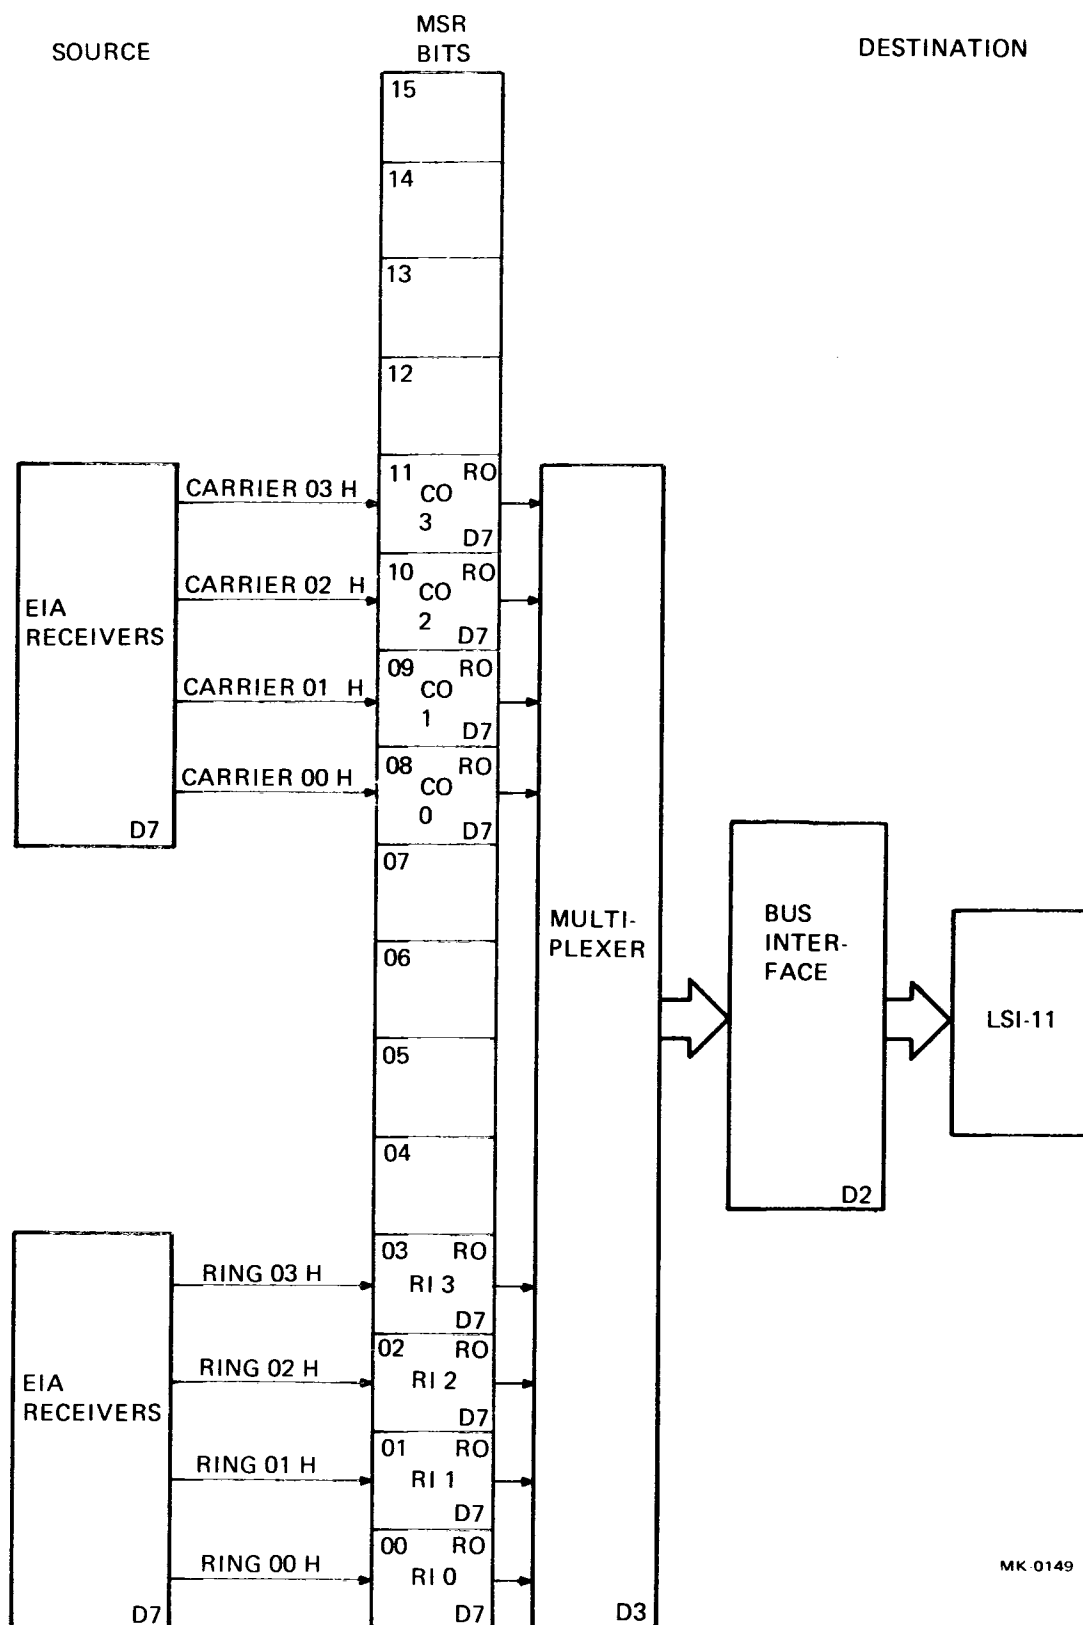 SOURCE
MSR
BITS
DESTINATION
15
14
13
12
CARRIER 03 H
11 RO
CO
3
D7
CARRIER 02 H
10 RO
CO
2
D7
EIA
RECEIVERS
CARRIER 01 H
09 RO
CO
1
D7
CARRIER 00 H
08 RO
CO
0
D7
D7
07
06
05
04
MULTI-
PLEXER
BUS
INTER-
FACE
D2
LSI-11
RING 03 H
03 RO
RI 3
D7
RING 02 H
02 RO
RI 2
D7
EIA
RECEIVERS
RING 01 H
01 RO
RI 1
D7
RING 00 H
00 RO
RI 0
D7
D7
D3
MK-0149